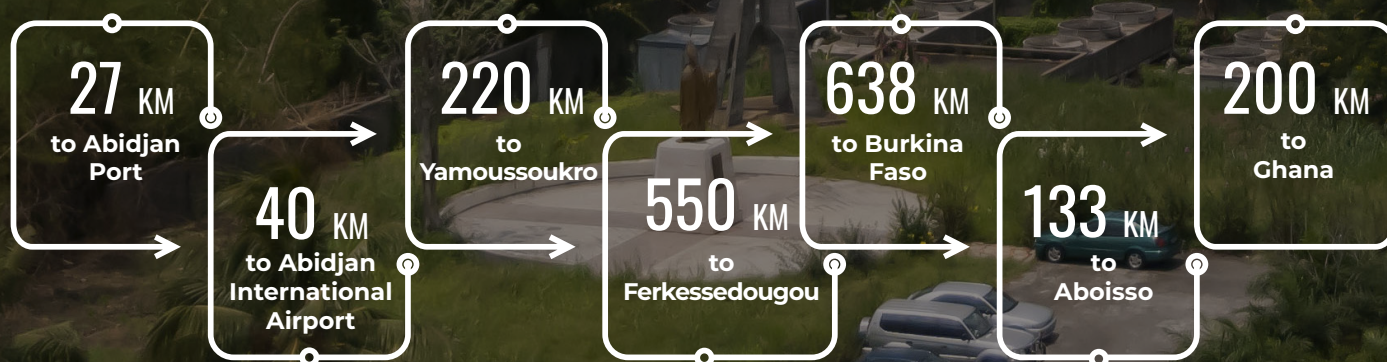 27 KM
to Abidjan
Port
40 KM
to Abidjan
International
Airport
220 KM
to
Yamoussoukro
550 KM
to
Ferkessedougou
638 KM
to Burkina
Faso
133 KM
to
Aboisso
200 KM
to
Ghana